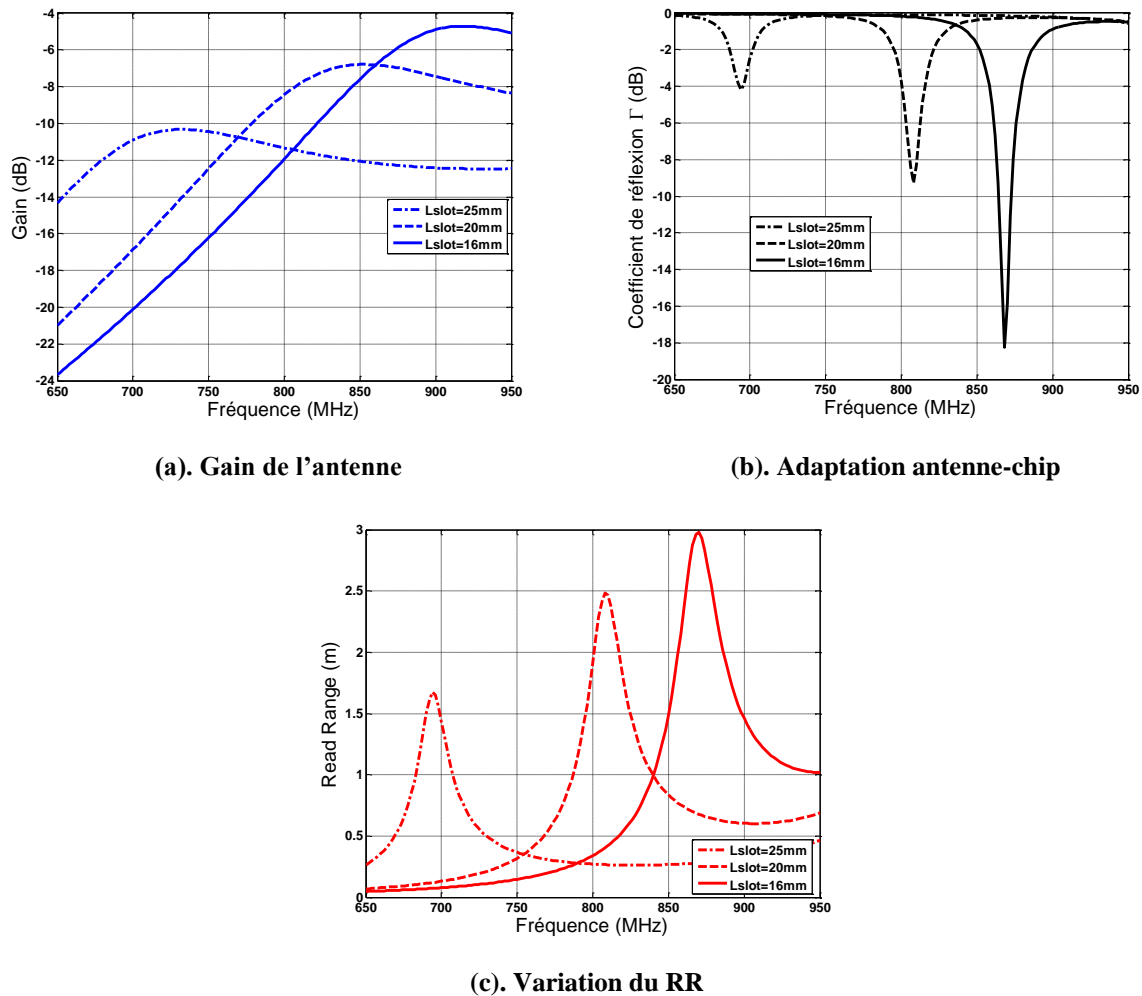 -4
-6
-8
-10
-12
-14
-16
-18
-20
-22
-24
Gain (dB)
Lslot=25mm
Lslot=20mm
Lslot=16mm
650 700 750 800 850 900 950
Fréquence (MHz)
(a). Gain de l'antenne
0
-2
-4
-6
-8
-10
-12
-14
-16
-18
-20
Coefficient de réflexion Γ (dB)
Lslot=25mm
Lslot=20mm
Lslot=16mm
650 700 750 800 850 900 950
Fréquence (MHz)
(b). Adaptation antenne-chip
3
2.5
2
1.5
1
0.5
0
Read Range (m)
Lslot=25mm
Lslot=20mm
Lslot=16mm
650 700 750 800 850 900 950
Fréquence (MHz)
(c). Variation du RR